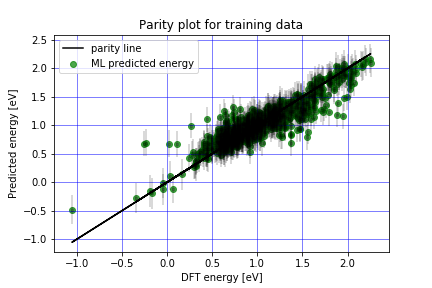 Parity plot for training data
2.5
2.0
1.5
1.0
0.5
0.0
−0.5
−1.0
Predicted energy [eV]
parity line
ML predicted energy
−1.0 −0.5 0.0 0.5 1.0 1.5 2.0
DFT energy [eV]